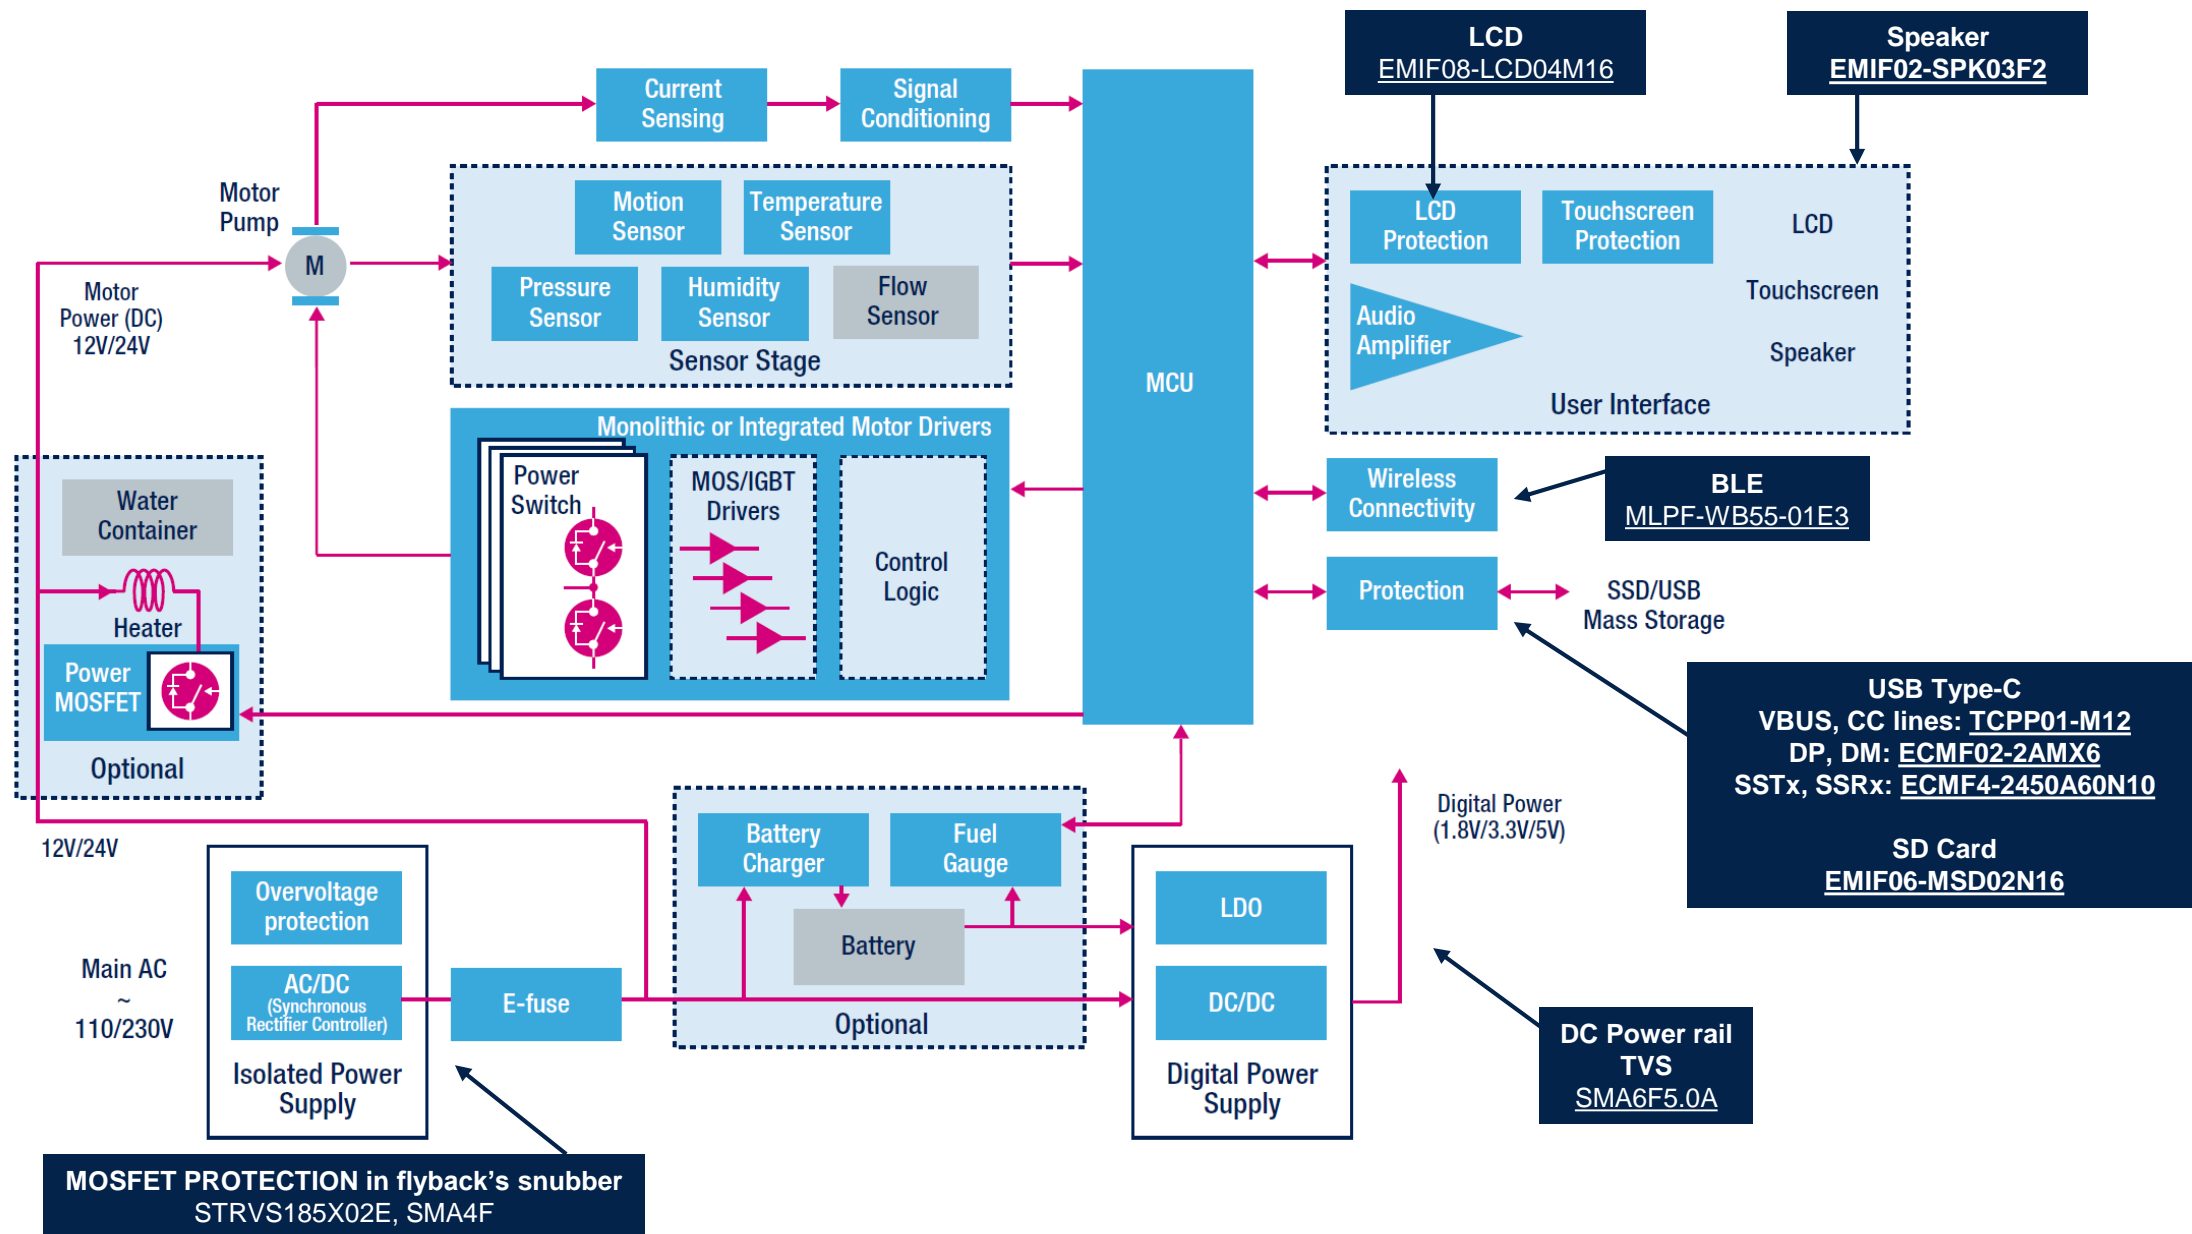 LCD
EMIF08-LCD04M16
Speaker
EMIF02-SPK03F2
Current
Sensing
Signal
Conditioning
Motor
Pump
M
Motor
Power (DC)
12V/24V
Motion
Sensor
Temperature
Sensor
Pressure
Sensor
Humidity
Sensor
Flow
Sensor
Sensor Stage
MCU
LCD
Protection
Touchscreen
Protection
LCD
Touchscreen
Speaker
Audio
Amplifier
User Interface
Monolithic or Integrated Motor Drivers
Power
Switch
MOS/IGBT
Drivers
Control
Logic
Water
Container
Heater
Power
MOSFET
Optional
Wireless
Connectivity
BLE
MLPF-WB55-01E3
Protection
SSD/USB
Mass Storage
USB Type-C
VBUS, CC lines: TCPP01-M12
DP, DM: ECMF02-2AMX6
SSTx, SSRx: ECMF4-2450A60N10
SD Card
EMIF06-MSD02N16
12V/24V
Overvoltage
protection
Main AC
~
110/230V
AC/DC
(Synchronous
Rectifier Controller)
Isolated Power
Supply
E-fuse
Battery
Charger
Fuel
Gauge
Battery
Optional
LDO
DC/DC
Digital Power
Supply
Digital Power
(1.8V/3.3V/5V)
DC Power rail
TVS
SMA6F5.0A
MOSFET PROTECTION in flyback’s snubber
STRVS185X02E, SMA4F